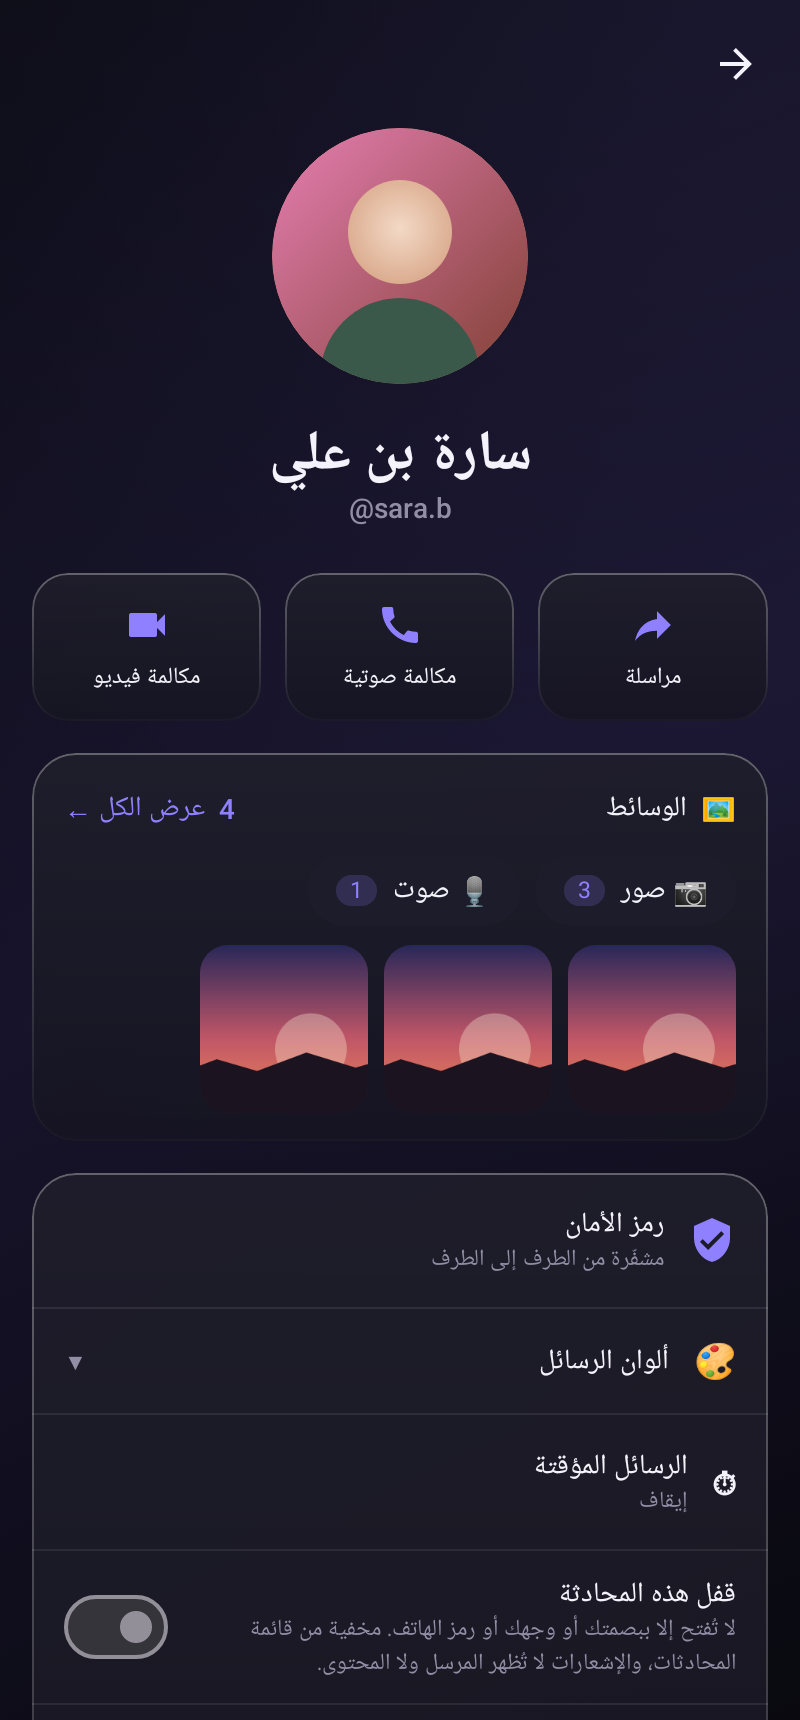 سارة بن علي
@sara.b
مراسلة
مكالمة صوتية
مكالمة فيديو
الوسائط
4 عرض الكل ←
صور 3
صوت 1
رمز الأمان
مشفّرة من الطرف إلى الطرف
ألوان الرسائل ▼
الرسائل المؤقتة
إيقاف
قفل هذه المحادثة
لا تُفتح إلا ببصمتك أو وجهك أو رمز الهاتف. مخفية من قائمة
المحادثات، والإشعارات لا تُظهر المرسل ولا المحتوى.